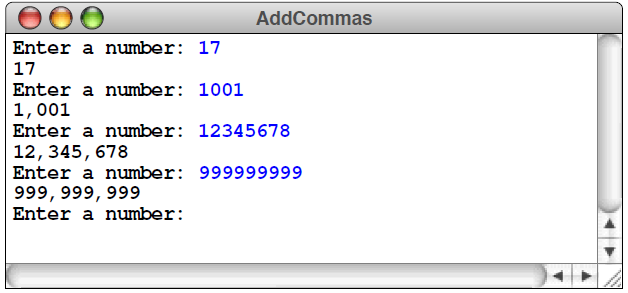 AddCommas
Enter a number: 17
17
Enter a number: 1001
1,001
Enter a number: 12345678
12,345,678
Enter a number: 999999999
999,999,999
Enter a number: